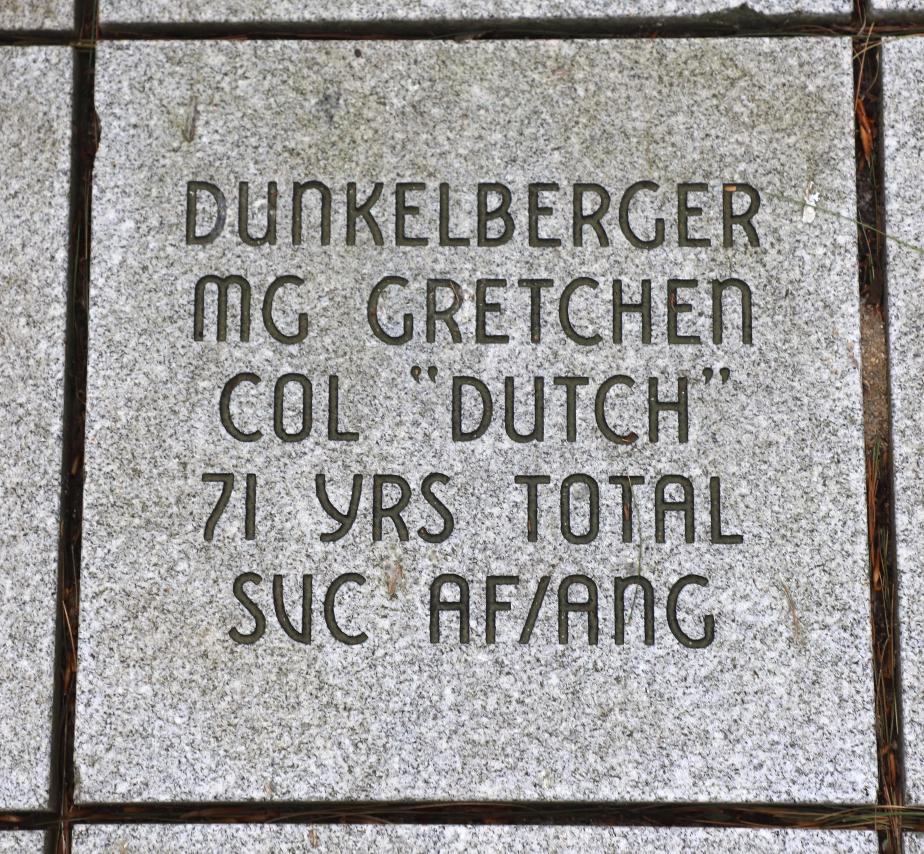 DUNKELBERGER
MG GRETCHEN
COL "DUTCH"
71 YRS TOTAL
SVC AF/ANG